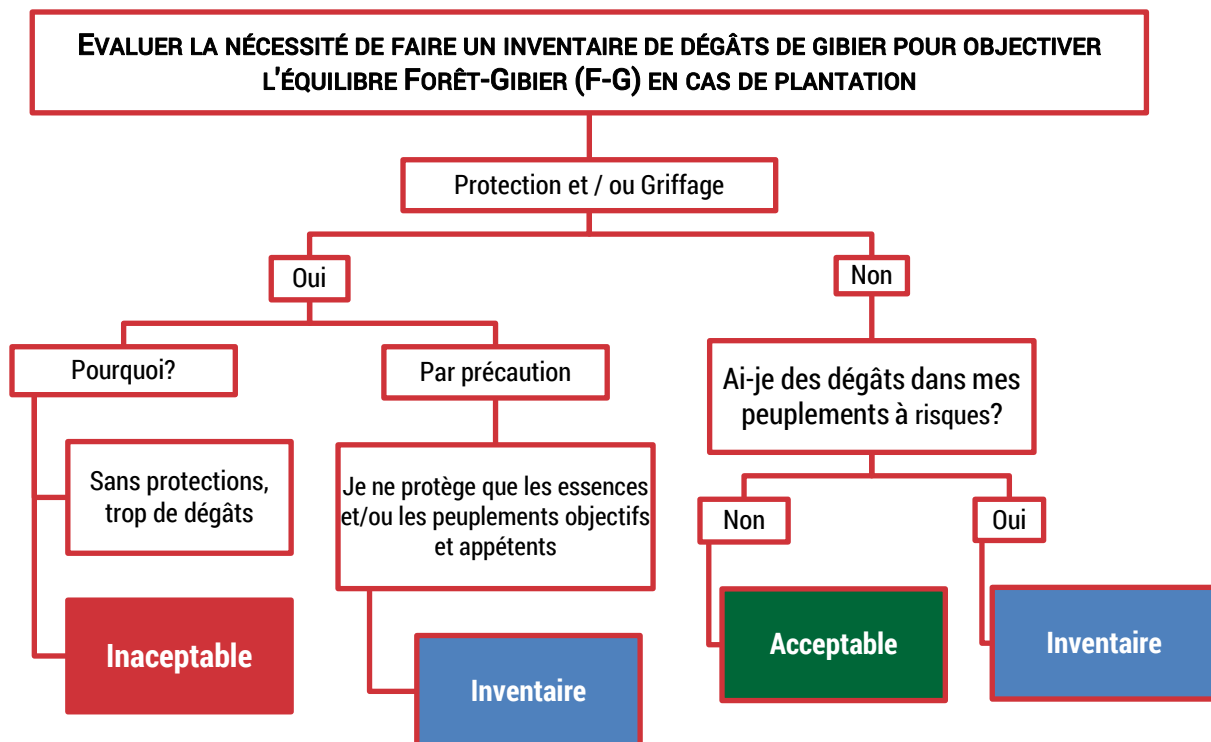 EVALUER LA NÉCESSITÉ DE FAIRE UN INVENTAIRE DE DÉGÂTS DE GIBIER POUR OBJECTIVER
L'ÉQUILIBRE FORÊT-GIBIER (F-G) EN CAS DE PLANTATION
Protection et / ou Griffage
Oui
Non
Pourquoi?
Par précaution
Ai-je des dégâts dans mes
peuplements à risques?
Sans protections,
trop de dégâts
Je ne protège que les essences
et/ou les peuplements objectifs
et appétents
Non
Oui
Inaceptable
Inventaire
Acceptable
Inventaire